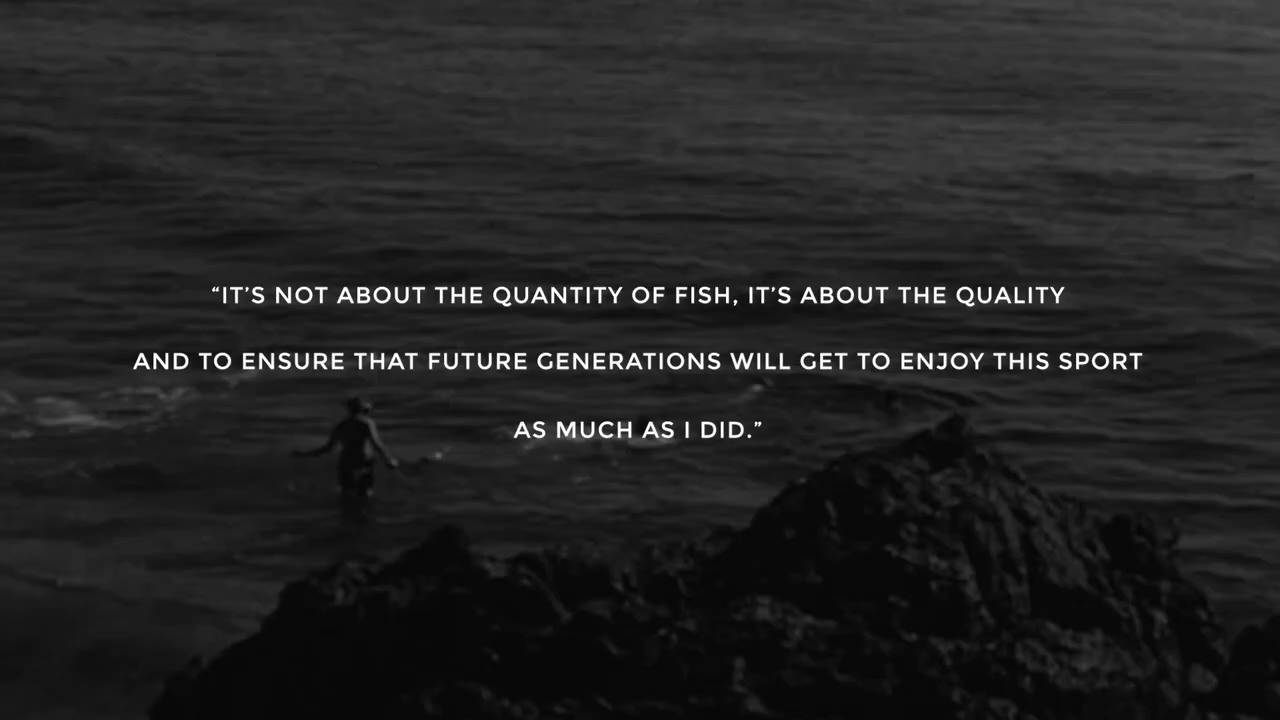 “IT’S NOT ABOUT THE QUANTITY OF FISH, IT’S ABOUT THE QUALITY
AND TO ENSURE THAT FUTURE GENERATIONS WILL GET TO ENJOY THIS SPORT
AS MUCH AS I DID.”